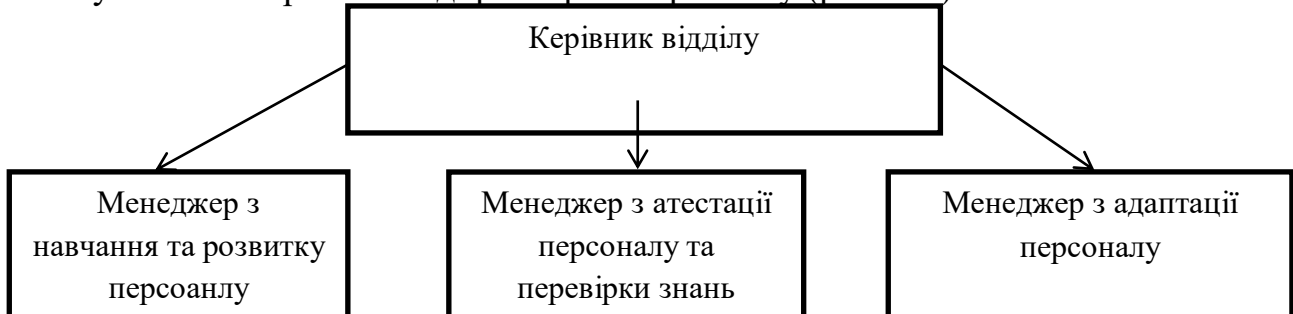 Керівник відділу
Менеджер з
навчання та розвитку
персоанлу
Менеджер з атестації
персоналу та
перевірки знань
Менеджер з адаптації
персоналу